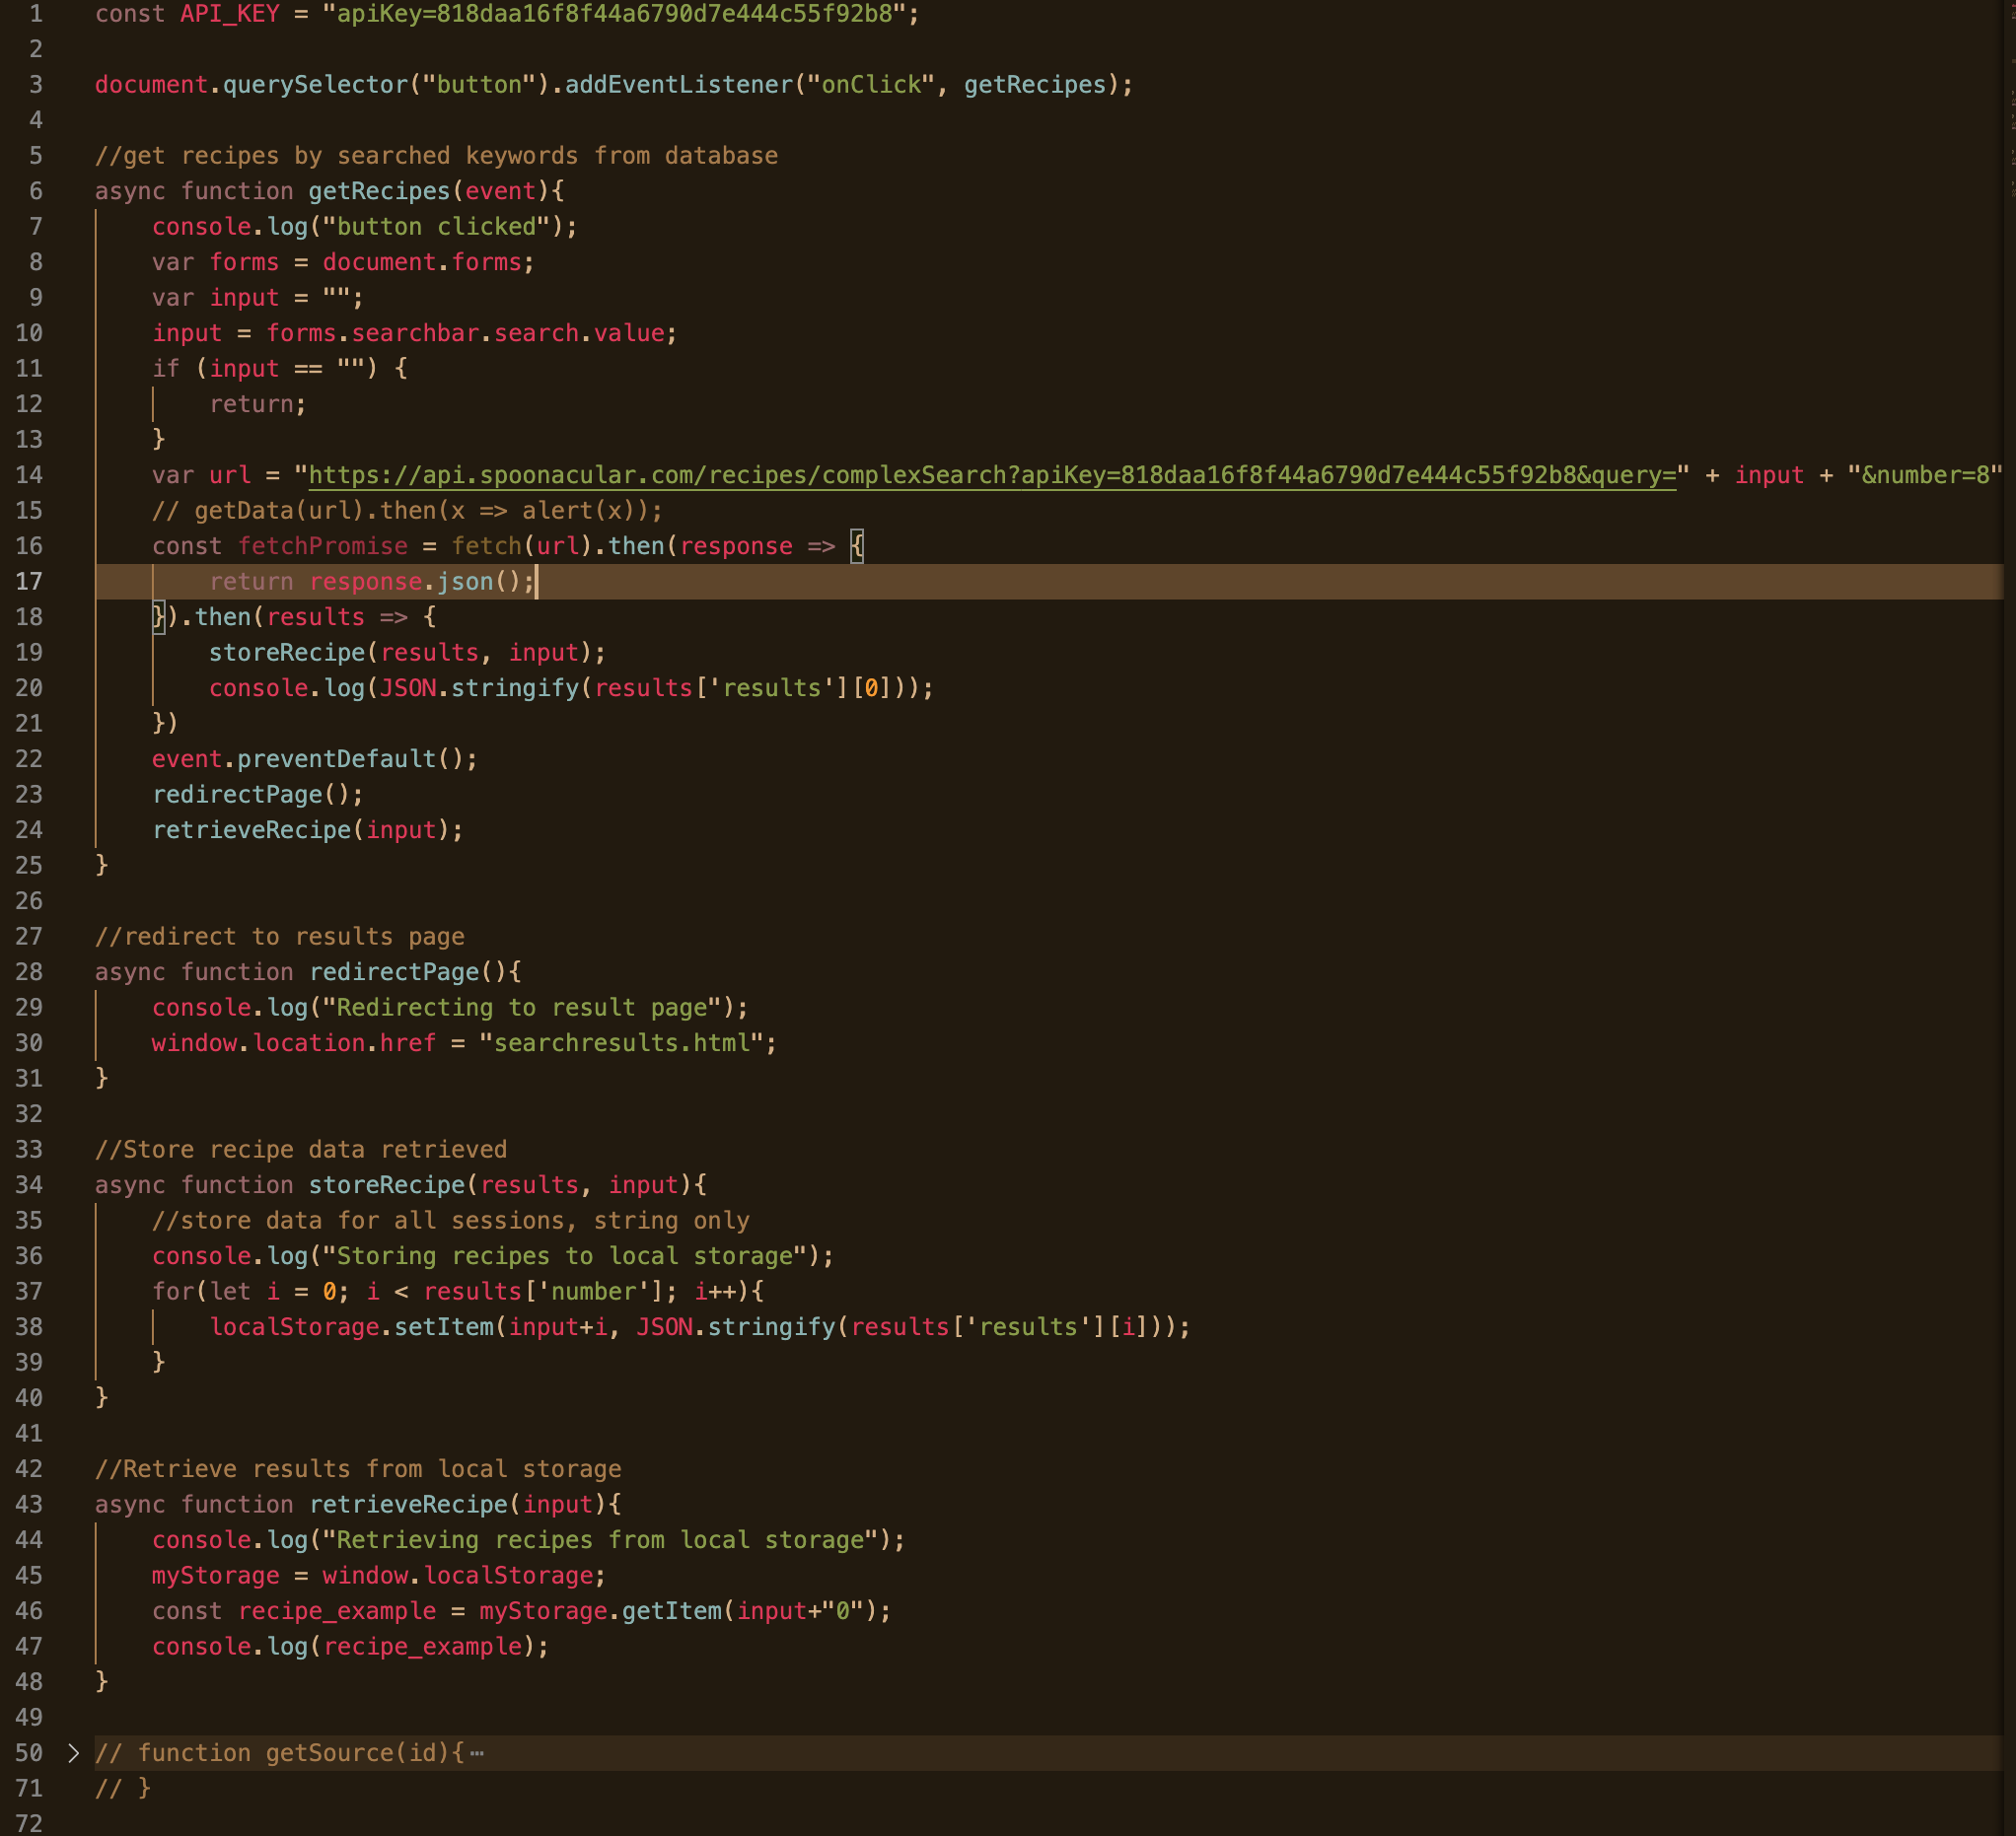 1 const API_KEY = "apiKey=818daa16f8f44a6790d7e444c55f92b8";
2
3 document.querySelector("button").addEventListener("onClick", getRecipes);
4
5 //get recipes by searched keywords from database
6 async function getRecipes(event){
7     console.log("button clicked");
8     var forms = document.forms;
9     var input = "";
10     input = forms.searchbar.search.value;
11     if (input == "") {
12         return;
13     }
14     var url = "https://api.spoonacular.com/recipes/complexSearch?apiKey=818daa16f8f44a6790d7e444c55f92b8&query=" + input + "&number=8"
15     // getData(url).then(x => alert(x));
16     const fetchPromise = fetch(url).then(response => {
17         return response.json();
18     }).then(results => {
19         storeRecipe(results, input);
20         console.log(JSON.stringify(results['results'][0]));
21     })
22     event.preventDefault();
23     redirectPage();
24     retrieveRecipe(input);
25 }
26
27 //redirect to results page
28 async function redirectPage(){
29     console.log("Redirecting to result page");
30     window.location.href = "searchresults.html";
31 }
32
33 //Store recipe data retrieved
34 async function storeRecipe(results, input){
35     //store data for all sessions, string only
36     console.log("Storing recipes to local storage");
37     for(let i = 0; i < results['number']; i++){
38         localStorage.setItem(input+i, JSON.stringify(results['results'][i]));
39     }
40 }
41
42 //Retrieve results from local storage
43 async function retrieveRecipe(input){
44     console.log("Retrieving recipes from local storage");
45     myStorage = window.localStorage;
46     const recipe_example = myStorage.getItem(input+"0");
47     console.log(recipe_example);
48 }
49
50 // function getSource(id){⋯
71 // }
72